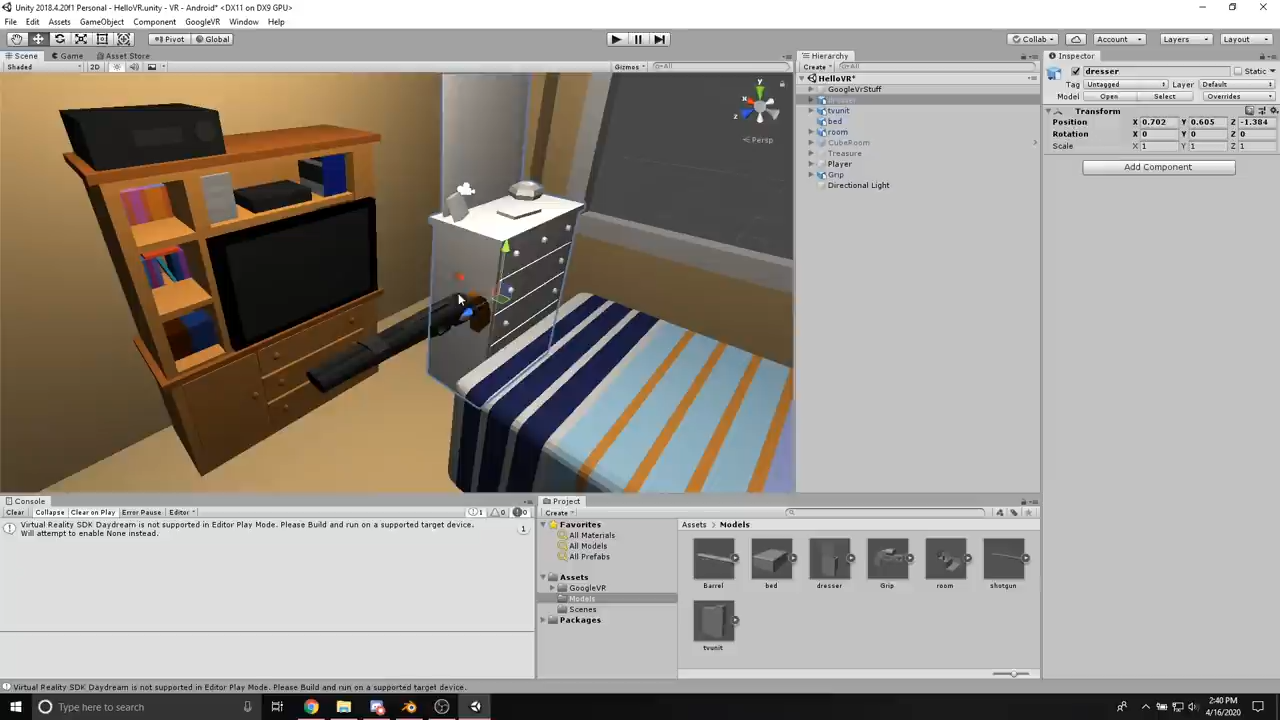 Unity 2018.4.20f1 Personal - HelloVR.unity - VR - Android* <DX11 on DX9 GPU>
File Edit Assets GameObject Component GoogleVR Window Help
Pivot Global Collab Account Layers Layout
Scene Game Asset Store
Shaded 2D Gizmos All
y
x
z
Persp
Hierarchy
Create All
HelloVR*
GoogleVrStuff
tvunit
bed
room
CubeRoom
Treasure
Player
Grip
Directional Light
Inspector
dresser Static
Tag Untagged Layer Default
Model Open Select Overrides
Transform
Position X 0.702 Y 0.605 Z -1.384
Rotation X 0 Y 0 Z 0
Scale X 1 Y 1 Z 1
Add Component
Console
Clear Collapse Clear on Play Error Pause Editor 1 0 0
Virtual Reality SDK Daydream is not supported in Editor Play Mode. Please Build and run on a supported target device.
Will attempt to enable None instead.
1
Project
Create
Favorites
All Materials
All Models
All Prefabs
Assets
GoogleVR
Models
Scenes
Packages
Assets Models
Barrel bed dresser Grip room shotgun
tvunit
Virtual Reality SDK Daydream is not supported in Editor Play Mode. Please Build and run on a supported target device.
Type here to search
2:40 PM
4/16/2020